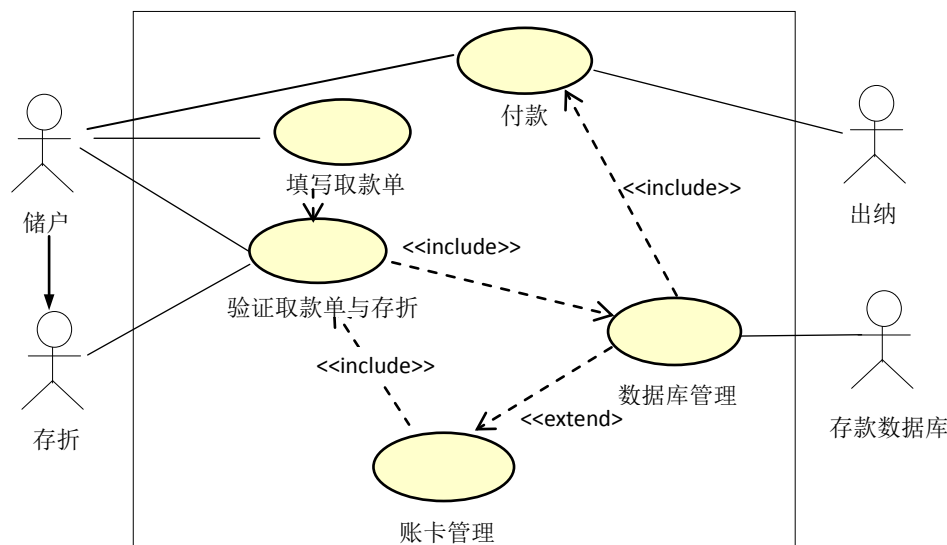 付款
填写取款单
<<include>>
储户
出纳
<<include>>
验证取款单与存折
<<include>>
数据库管理
<<extend>
存折
存款数据库
账卡管理